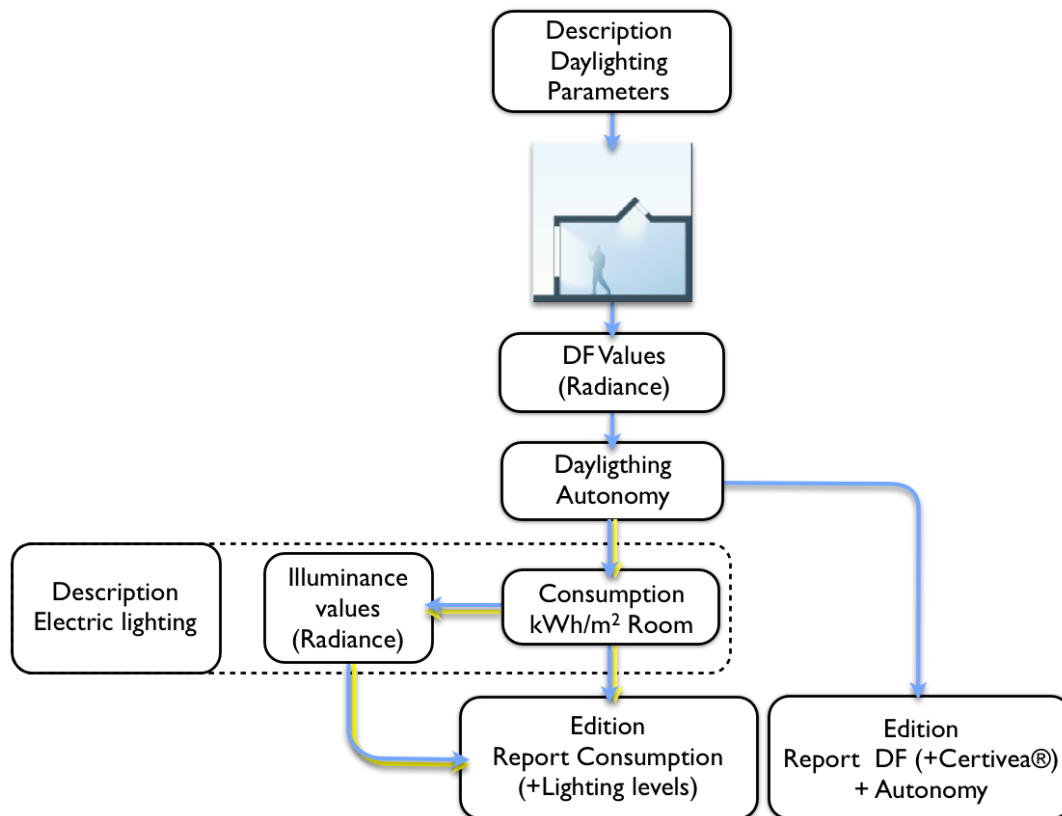 Description
Daylighting
Parameters
DF Values
(Radiance)
Dayligthing
Autonomy
Description
Electric lighting
Illuminance
values
(Radiance)
Consumption
kWh/m² Room
Edition
Report Consumption
(+Lighting levels)
Edition
Report DF (+Certivea®)
+ Autonomy